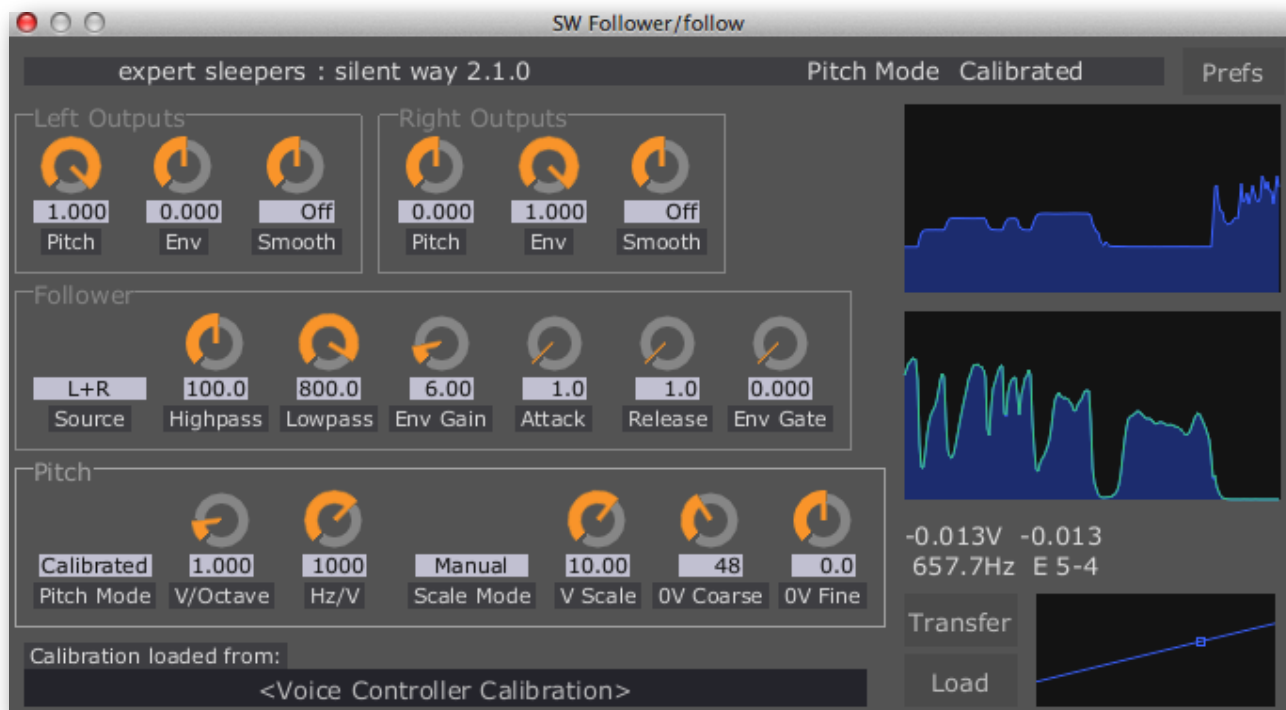 SW Follower/follow
expert sleepers : silent way 2.1.0 Pitch Mode Calibrated Prefs
Left Outputs Right Outputs
1.000 0.000 Off 0.000 1.000 Off
Pitch Env Smooth Pitch Env Smooth
Follower
L+R 100.0 800.0 6.00 1.0 1.0 0.000
Source Highpass Lowpass Env Gain Attack Release Env Gate
Pitch
Calibrated 1.000 1000 Manual 10.00 48 0.0
Pitch Mode V/Octave Hz/V Scale Mode V Scale 0V Coarse 0V Fine
-0.013V -0.013
657.7Hz E 5-4
Transfer
Load
Calibration loaded from:
<Voice Controller Calibration>